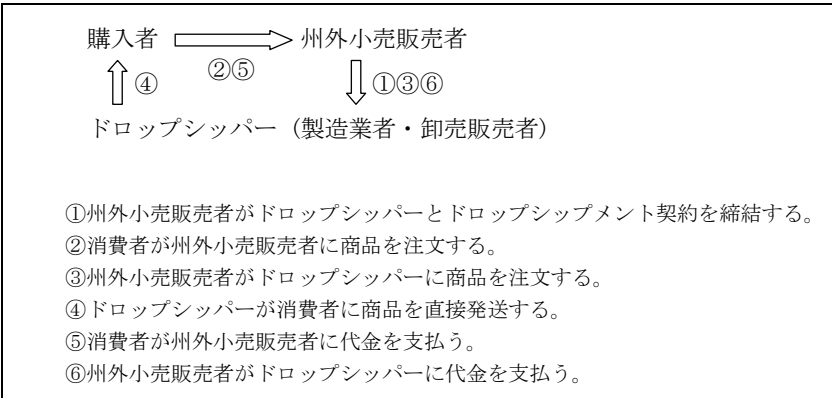 購入者 州外小売販売者
②⑤
④ ①③⑥
ドロップシッパー（製造業者・卸売販売者）
①州外小売販売者がドロップシッパーとドロップシップメント契約を締結する。
②消費者が州外小売販売者に商品を注文する。
③州外小売販売者がドロップシッパーに商品を注文する。
④ドロップシッパーが消費者に商品を直接発送する。
⑤消費者が州外小売販売者に代金を支払う。
⑥州外小売販売者がドロップシッパーに代金を支払う。